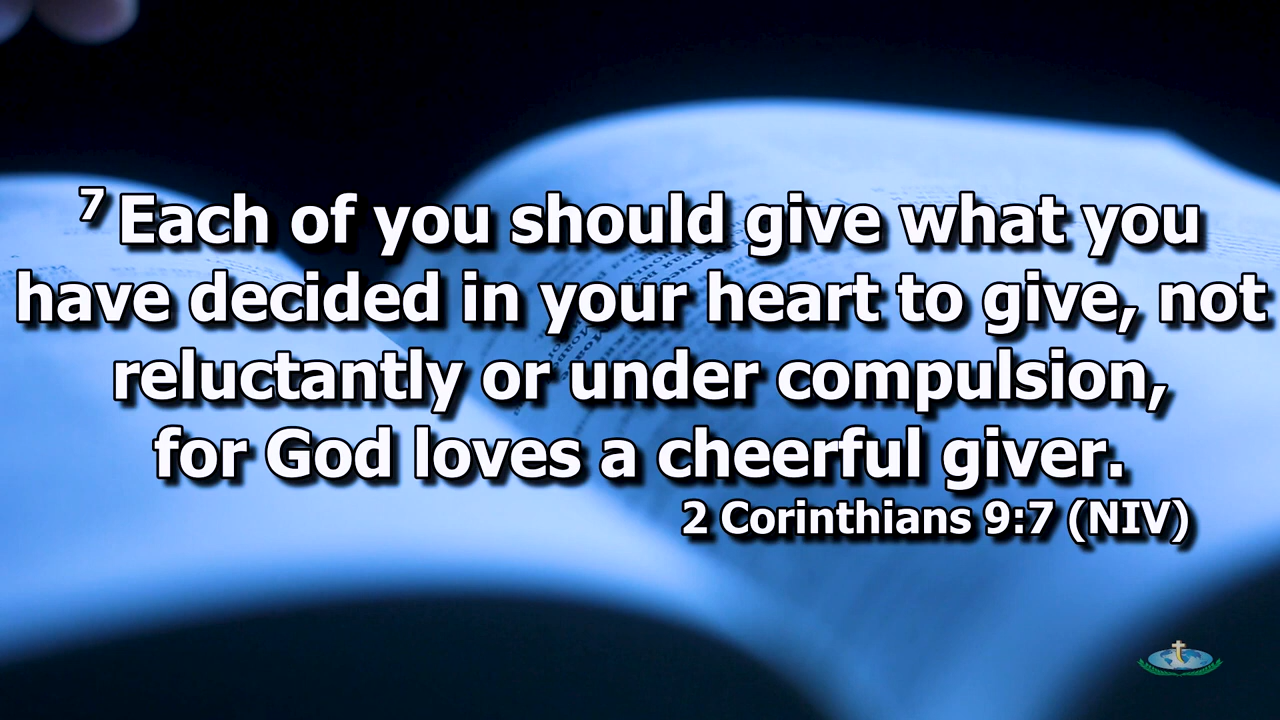 7 Each of you should give what you
have decided in your heart to give, not
reluctantly or under compulsion,
for God loves a cheerful giver.
2 Corinthians 9:7 (NIV)